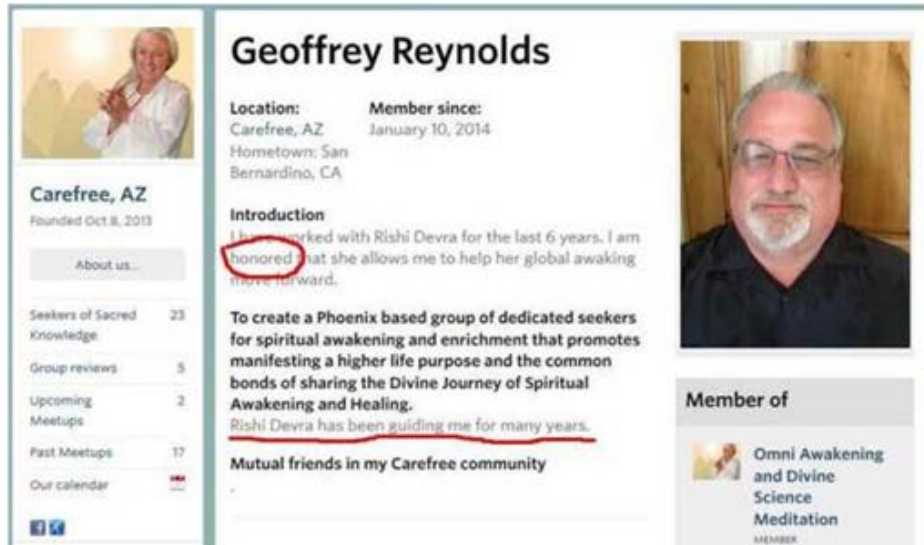 Carefree, AZ
Founded Oct 8, 2013
About us...
Seekers of Sacred 23
Knowledge
Group reviews 5
Upcoming 2
Meetups
Past Meetups 17
Our calendar
Geoffrey Reynolds
Location: Member since:
Carefree, AZ January 10, 2014
Hometown: San
Bernardino, CA
Introduction
I have worked with Rishi Devra for the last 6 years. I am
honored that she allows me to help her global awaking
move forward.
To create a Phoenix based group of dedicated seekers
for spiritual awakening and enrichment that promotes
manifesting a higher life purpose and the common
bonds of sharing the Divine Journey of Spiritual
Awakening and Healing.
Rishi Devra has been guiding me for many years.
Mutual friends in my Carefree community
.
Member of
Omni Awakening
and Divine
Science
Meditation
MEMBER